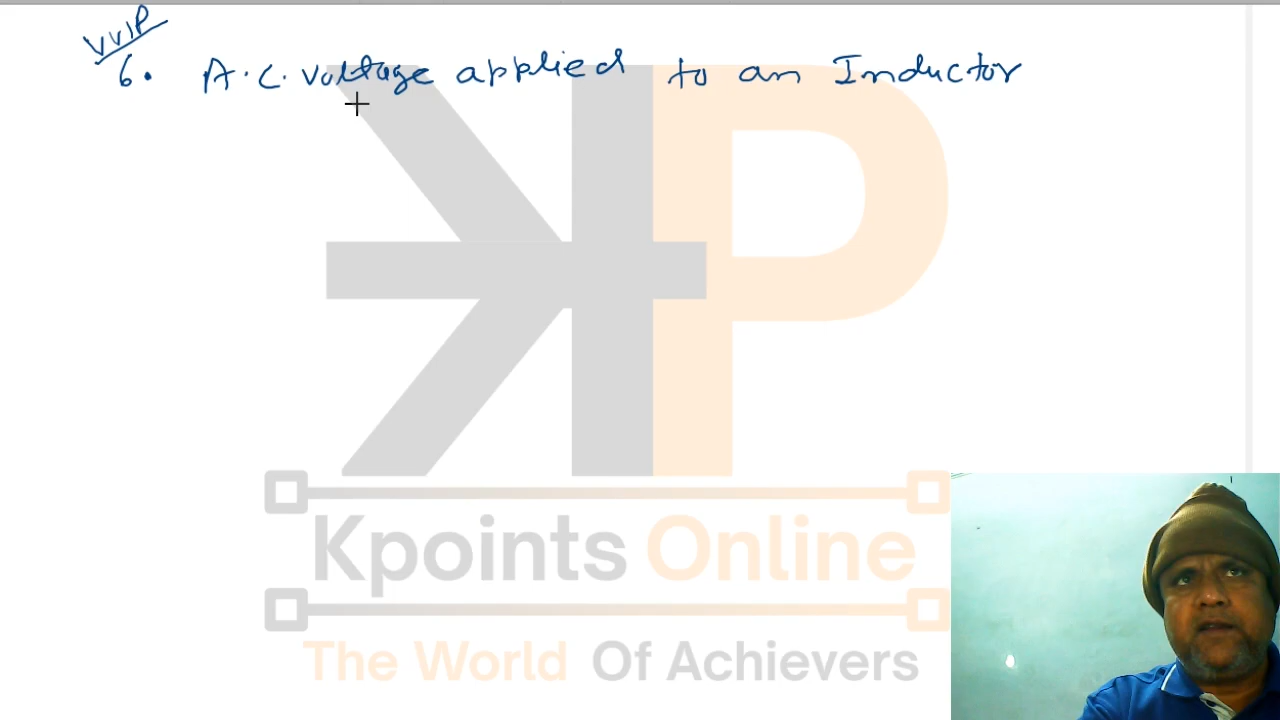 VVIP
6. A.C. Voltage applied to an Inductor
Kpoints Online
The World Of Achievers